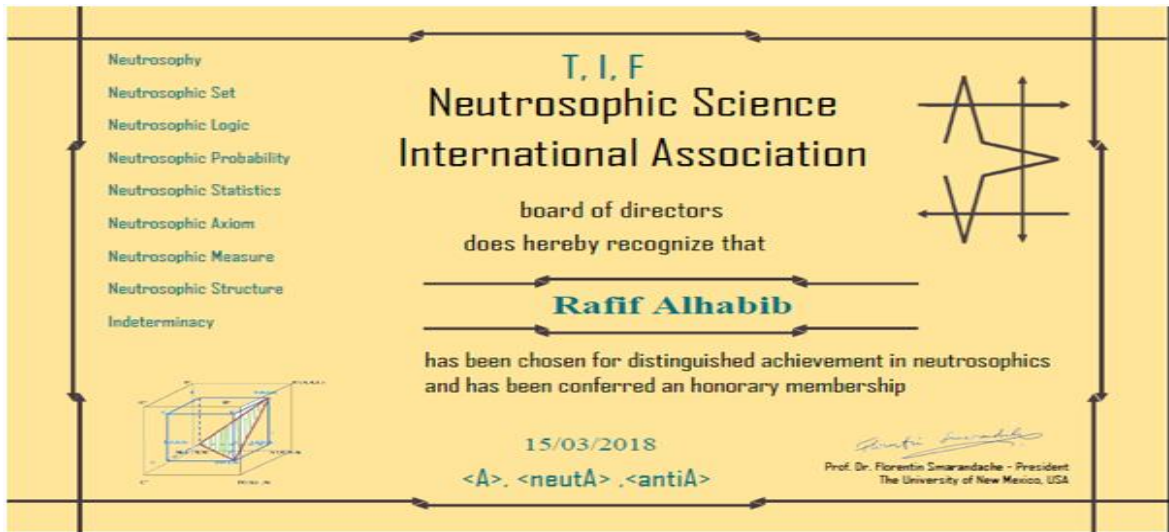 Neutrosophy
Neutrosophic Set
Neutrosophic Logic
Neutrosophic Probability
Neutrosophic Statistics
Neutrosophic Axiom
Neutrosophic Measure
Neutrosophic Structure
Indeterminacy
T, I, F
Neutrosophic Science
International Association
board of directors
does hereby recognize that
Rafif Alhabib
has been chosen for distinguished achievement in neutrosophics
and has been conferred an honorary membership
15/03/2018
<A>, <neutA> ,<antiA>
Prof. Dr. Florentin Smarandache - President
The University of New Mexico, USA